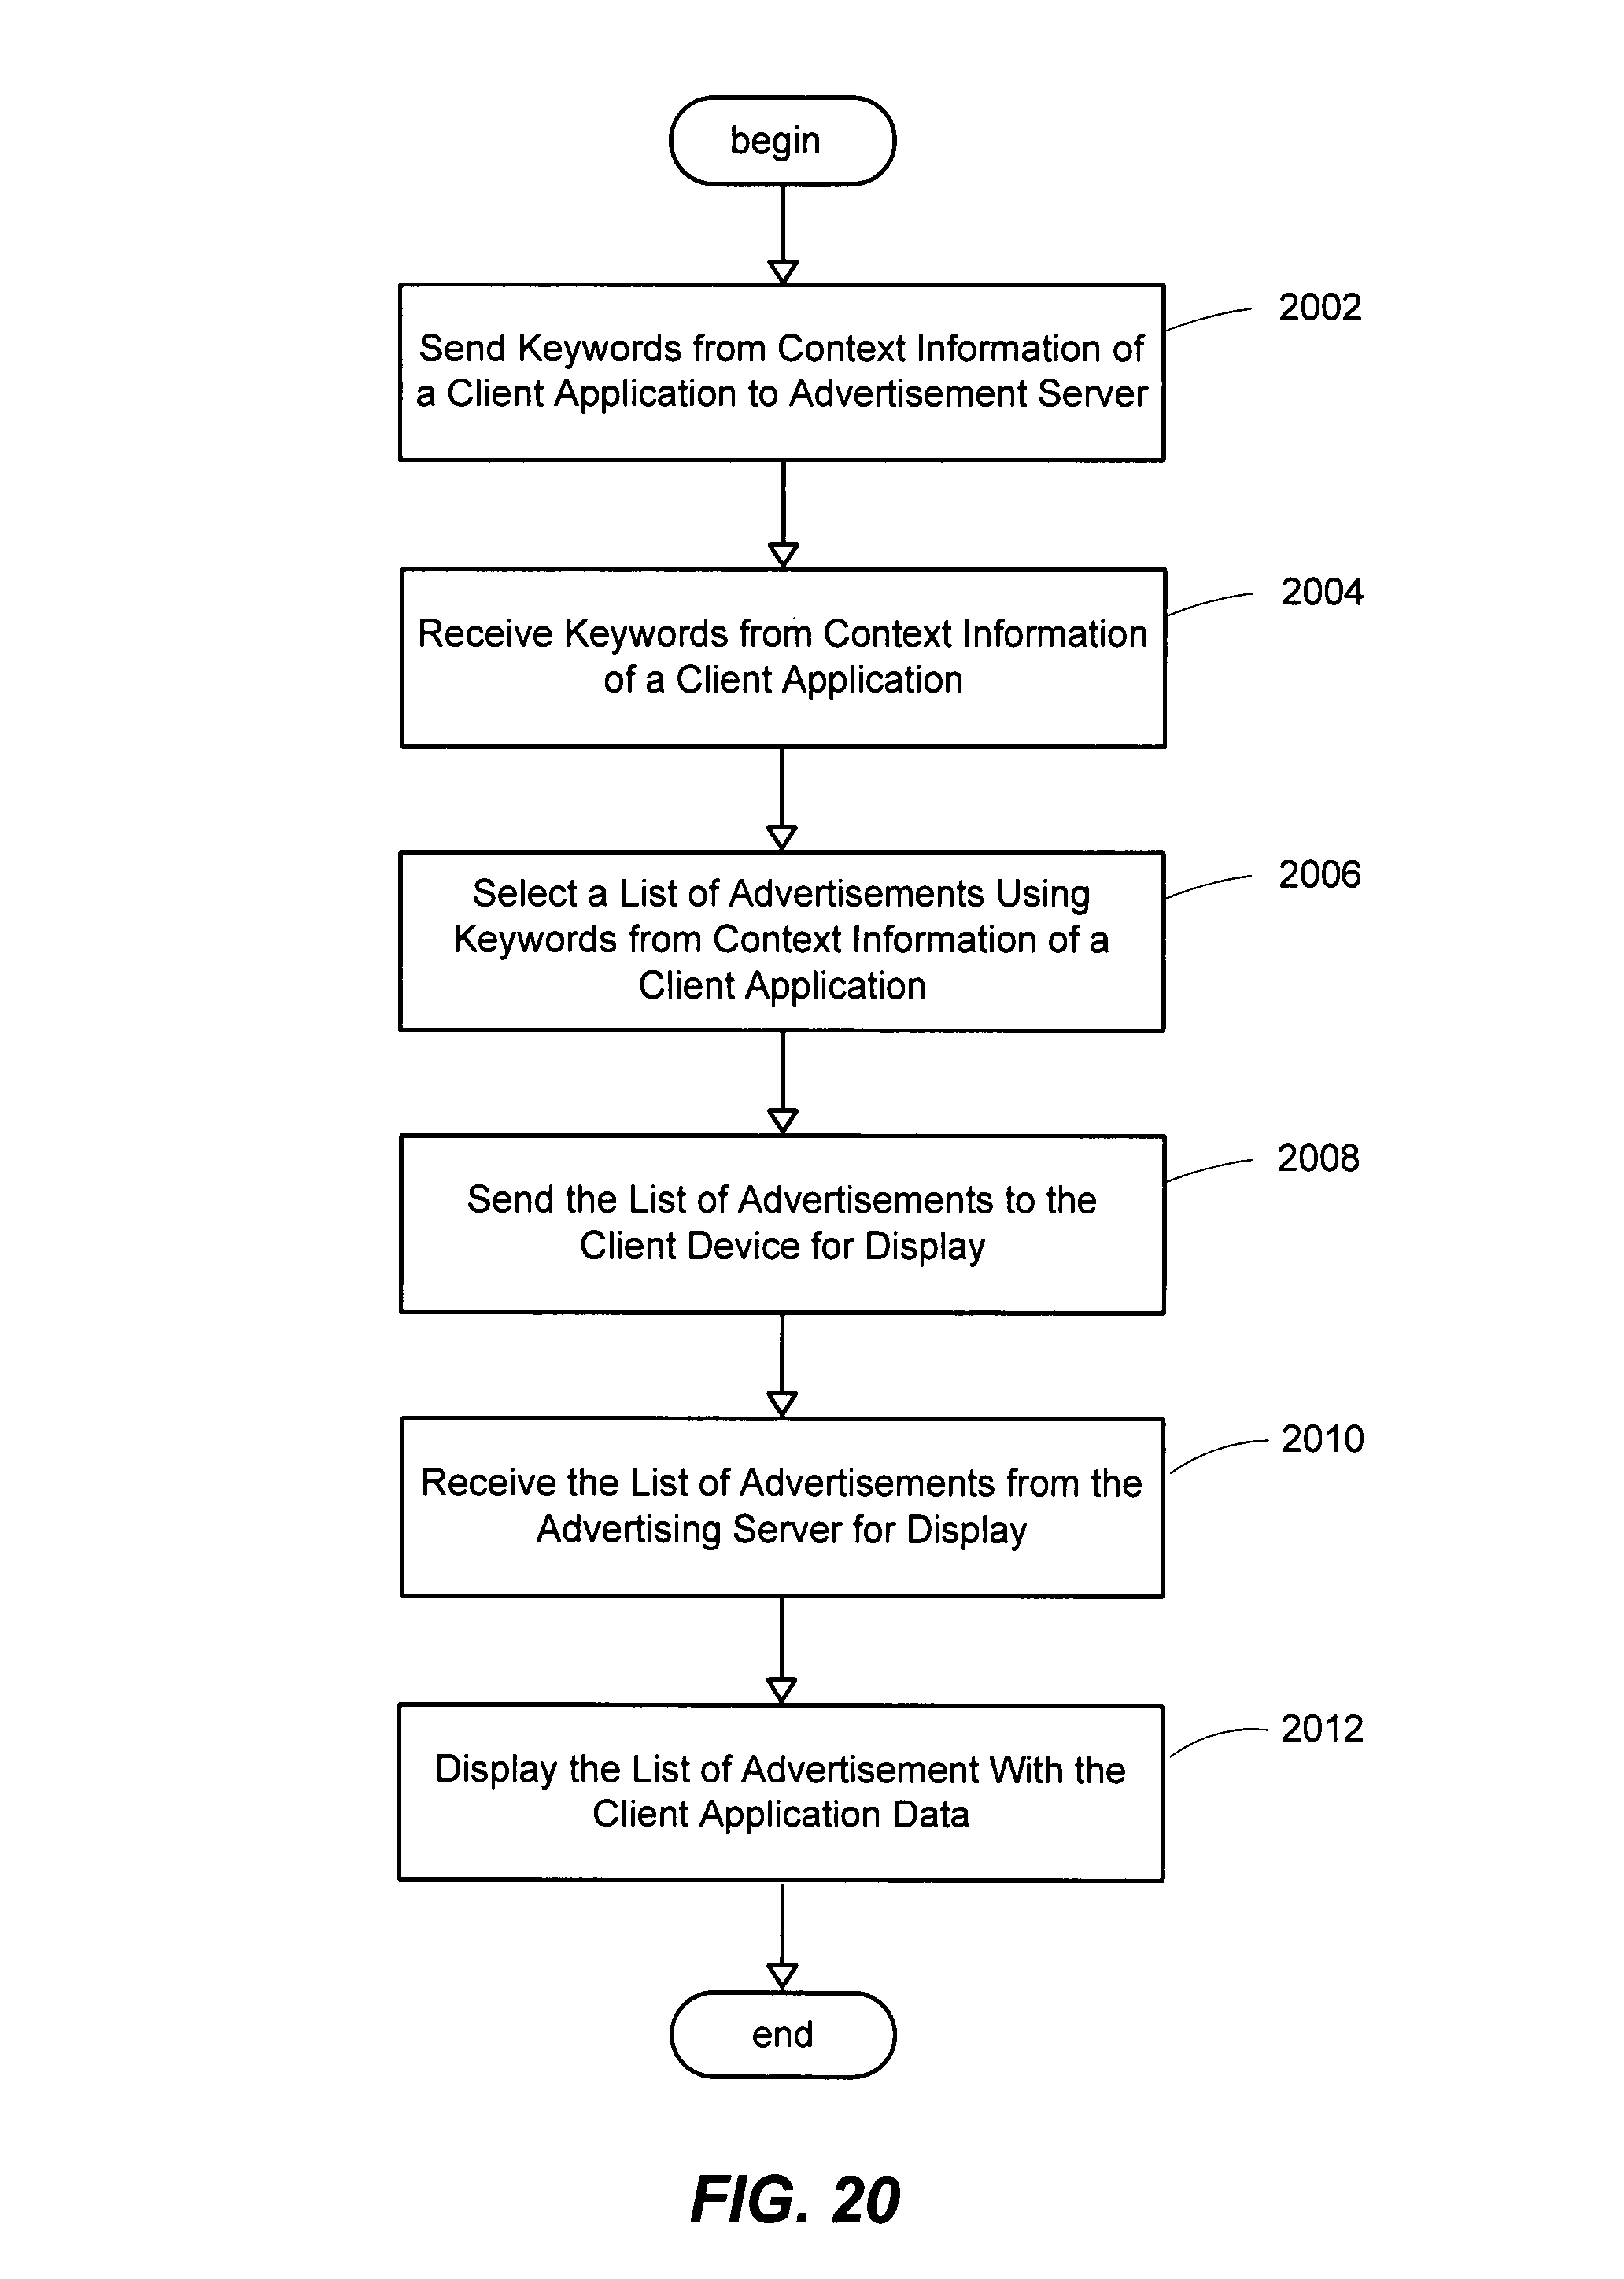 begin
2002
Send Keywords from Context Information of
a Client Application to Advertisement Server
2004
Receive Keywords from Context Information
of a Client Application
2006
Select a List of Advertisements Using
Keywords from Context Information of a
Client Application
2008
Send the List of Advertisements to the
Client Device for Display
2010
Receive the List of Advertisements from the
Advertising Server for Display
2012
Display the List of Advertisement With the
Client Application Data
end
FIG. 20